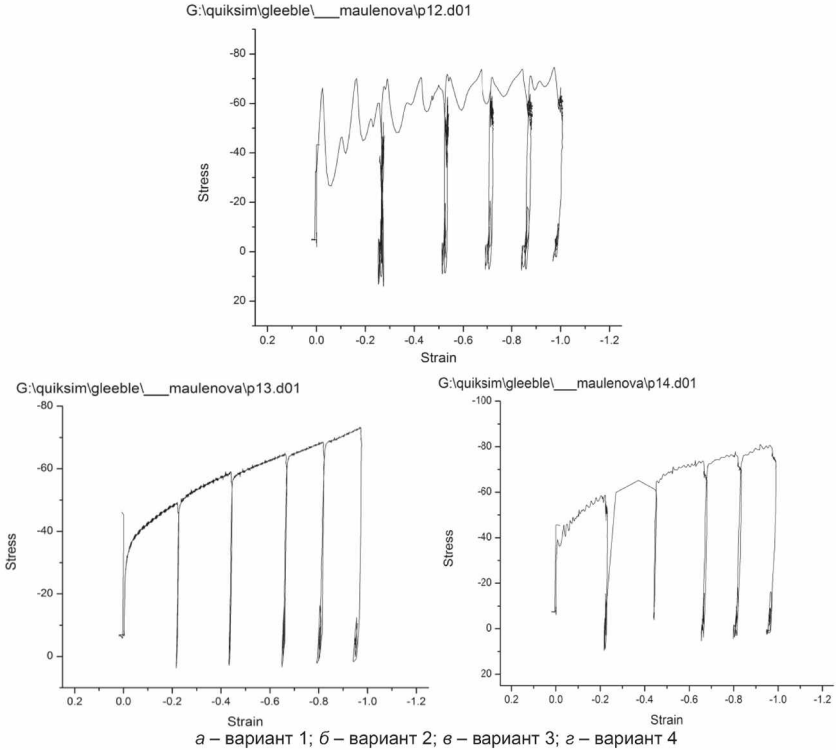 G:\quiksim\gleeble\___maulenova\p12.d01
-80
-60
-40
-20
0
20
Stress
0.2 0.0 -0.2 -0.4 -0.6 -0.8 -1.0 -1.2
Strain
G:\quiksim\gleeble\___maulenova\p13.d01
-80
-60
-40
-20
0
Stress
0.2 0.0 -0.2 -0.4 -0.6 -0.8 -1.0 -1.2
Strain
G:\quiksim\gleeble\___maulenova\p14.d01
-100
-80
-60
-40
-20
0
20
Stress
0.2 0.0 -0.2 -0.4 -0.6 -0.8 -1.0 -1.2
Strain
а – вариант 1; б – вариант 2; в – вариант 3; г – вариант 4